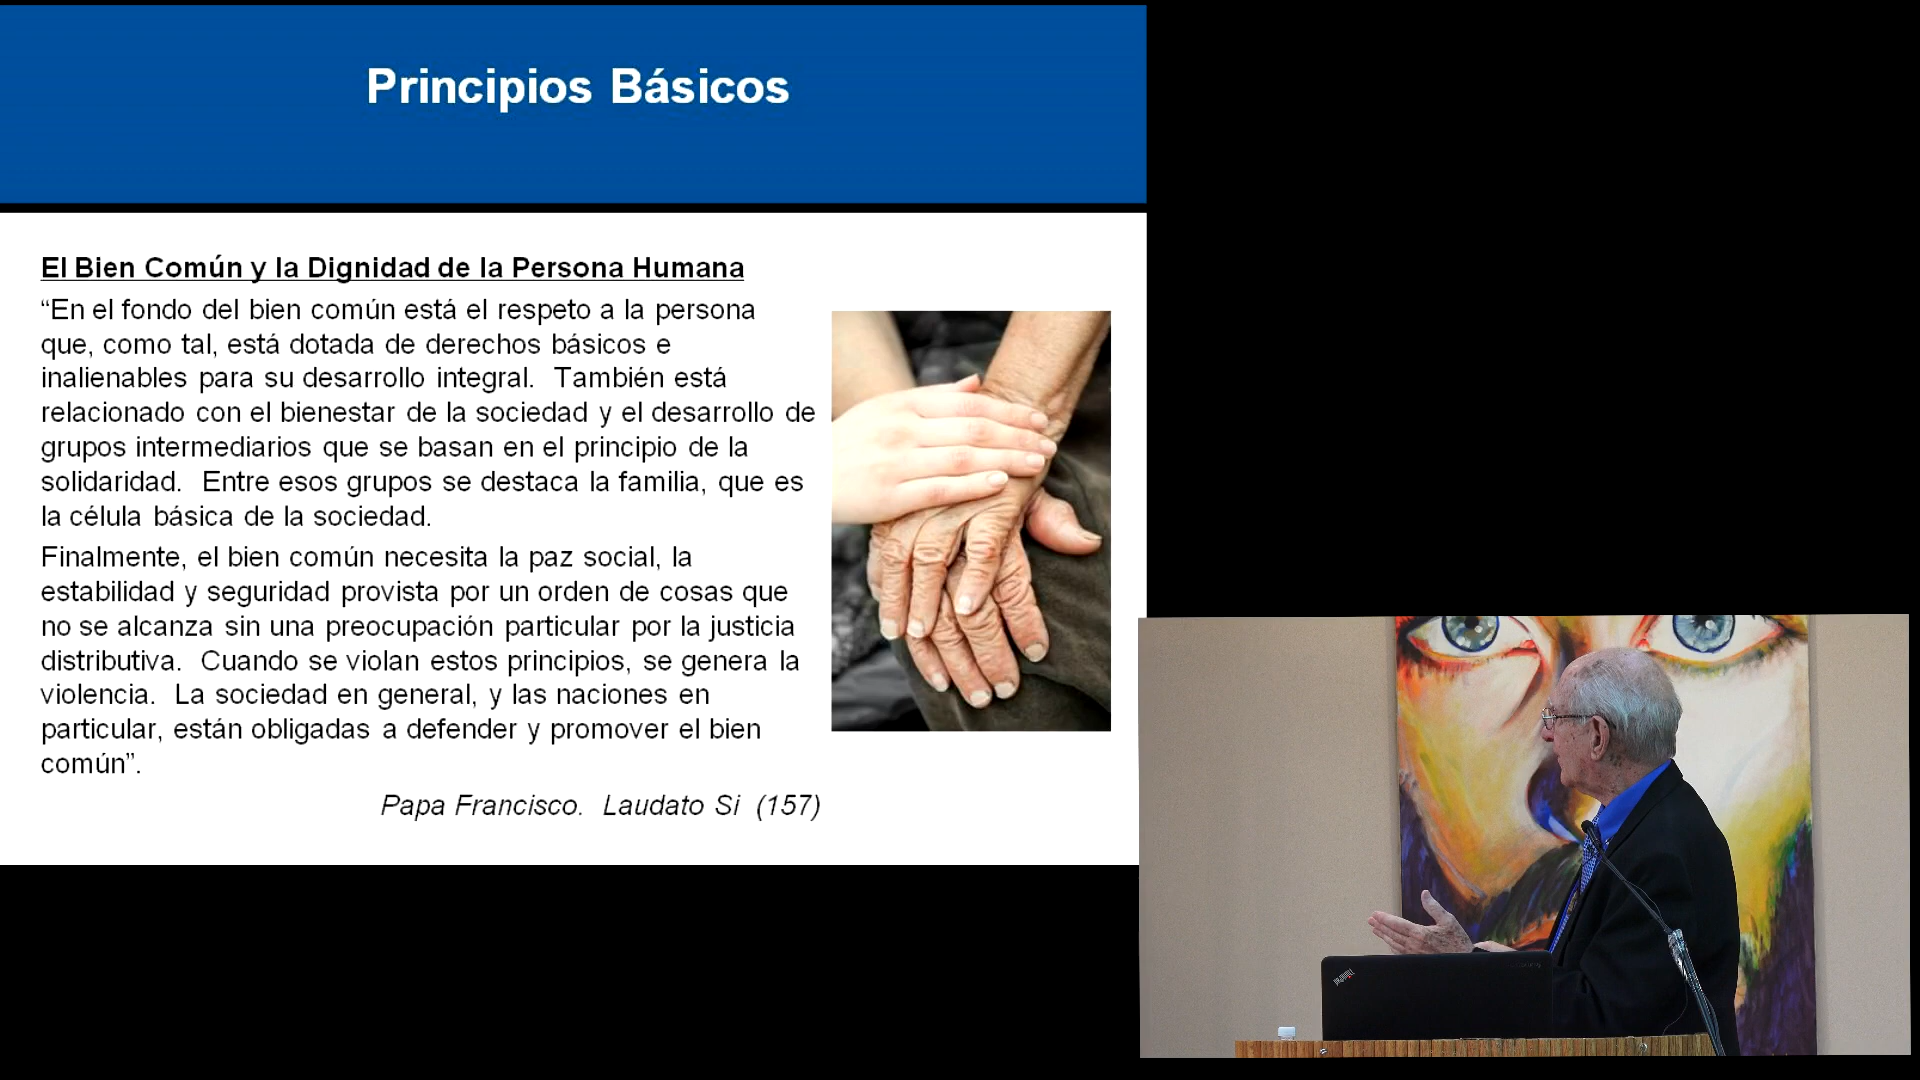 Principios Básicos
El Bien Común y la Dignidad de la Persona Humana
“En el fondo del bien común está el respeto a la persona
que, como tal, está dotada de derechos básicos e
inalienables para su desarrollo integral.  También está
relacionado con el bienestar de la sociedad y el desarrollo de
grupos intermediarios que se basan en el principio de la
solidaridad.  Entre esos grupos se destaca la familia, que es
la célula básica de la sociedad.
Finalmente, el bien común necesita la paz social, la
estabilidad y seguridad provista por un orden de cosas que
no se alcanza sin una preocupación particular por la justicia
distributiva.  Cuando se violan estos principios, se genera la
violencia.  La sociedad en general, y las naciones en
particular, están obligadas a defender y promover el bien
común”.
Papa Francisco.  Laudato Si  (157)